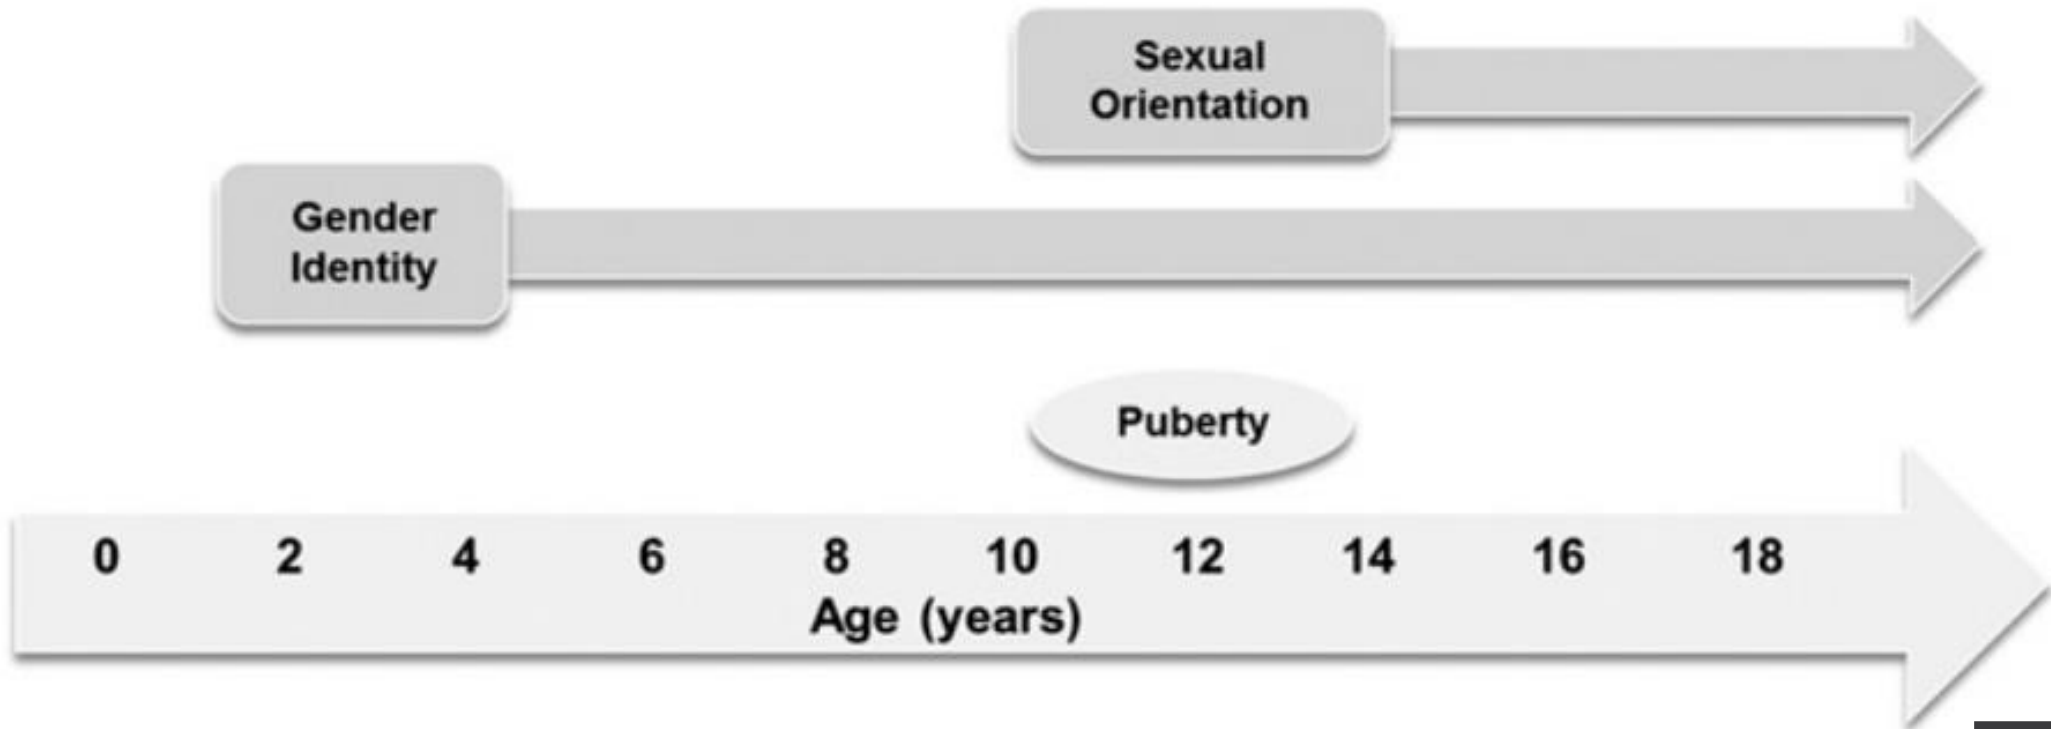 Sexual
Orientation
Gender
Identity
Puberty
0 2 4 6 8 10 12 14 16 18
Age (years)